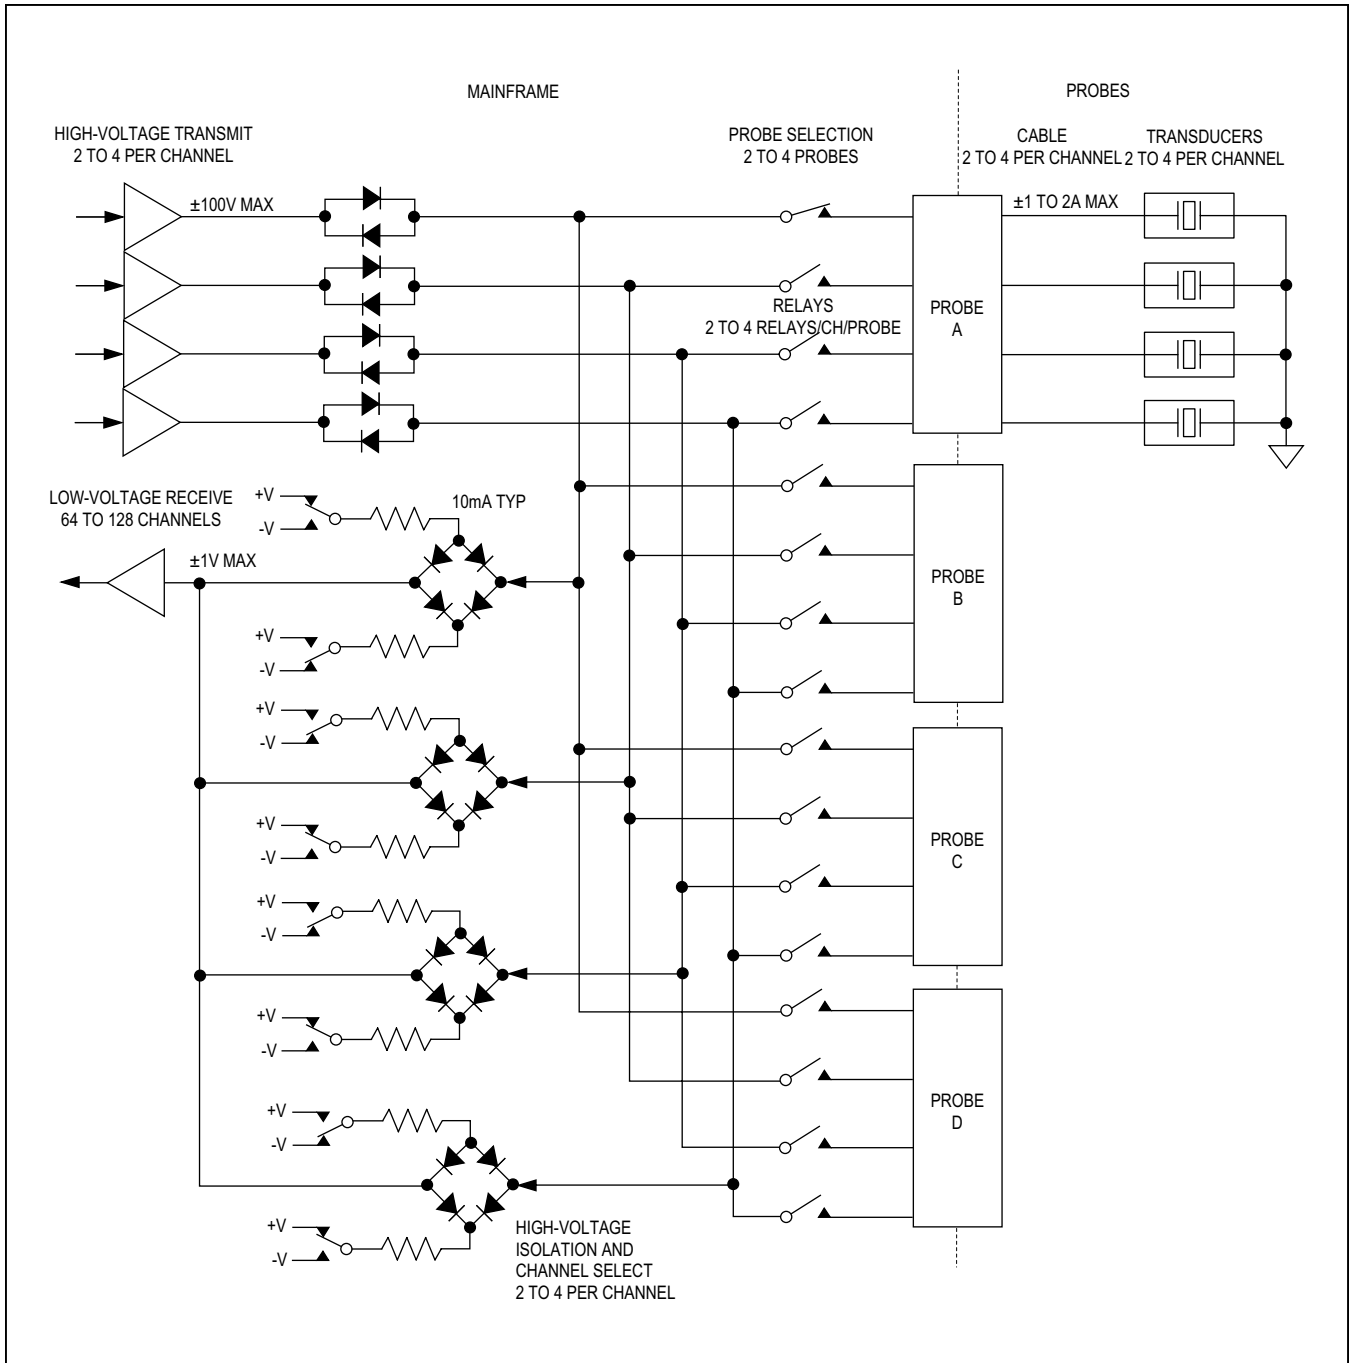 MAINFRAME
PROBES
HIGH-VOLTAGE TRANSMIT
2 TO 4 PER CHANNEL
PROBE SELECTION
2 TO 4 PROBES
CABLE
2 TO 4 PER CHANNEL
TRANSDUCERS
2 TO 4 PER CHANNEL
±100V MAX
±1 TO 2A MAX
RELAYS
2 TO 4 RELAYS/CH/PROBE
PROBE
A
LOW-VOLTAGE RECEIVE
64 TO 128 CHANNELS
+V
-V
10mA TYP
±1V MAX
PROBE
B
+V
-V
+V
-V
+V
-V
PROBE
C
+V
-V
+V
-V
PROBE
D
+V
-V
+V
-V
HIGH-VOLTAGE
ISOLATION AND
CHANNEL SELECT
2 TO 4 PER CHANNEL